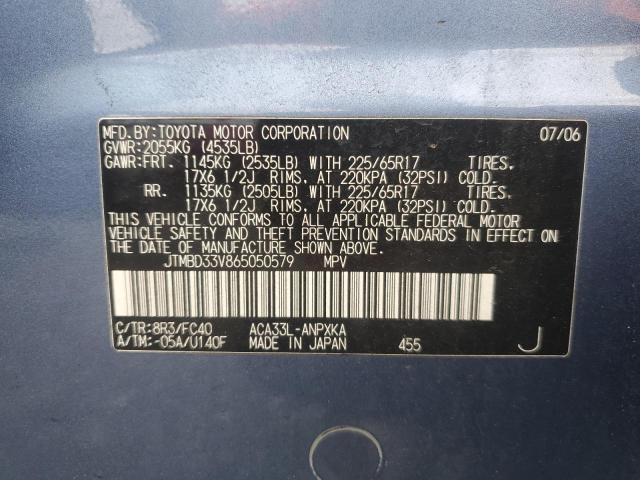 MFD.BY:TOYOTA MOTOR CORPORATION 07/06
GVWR:2055KG (4535LB)
GAWR:FRT. 1145KG (2535LB) WITH 225/65R17 TIRES.
17X6 1/2J RIMS. AT 220KPA (32PSI) COLD.
RR. 1135KG (2505LB) WITH 225/65R17 TIRES.
17X6 1/2J RIMS. AT 220KPA (32PSI) COLD.
THIS VEHICLE CONFORMS TO ALL APPLICABLE FEDERAL MOTOR
VEHICLE SAFETY AND THEFT PREVENTION STANDARDS IN EFFECT ON
THE DATE OF MANUFACTURE SHOWN ABOVE.
JTMBD33V865050579 MPV
C/TR:8R3/FC40 ACA33L-ANPXKA
A/TM:-05A/U140F MADE IN JAPAN 455 J